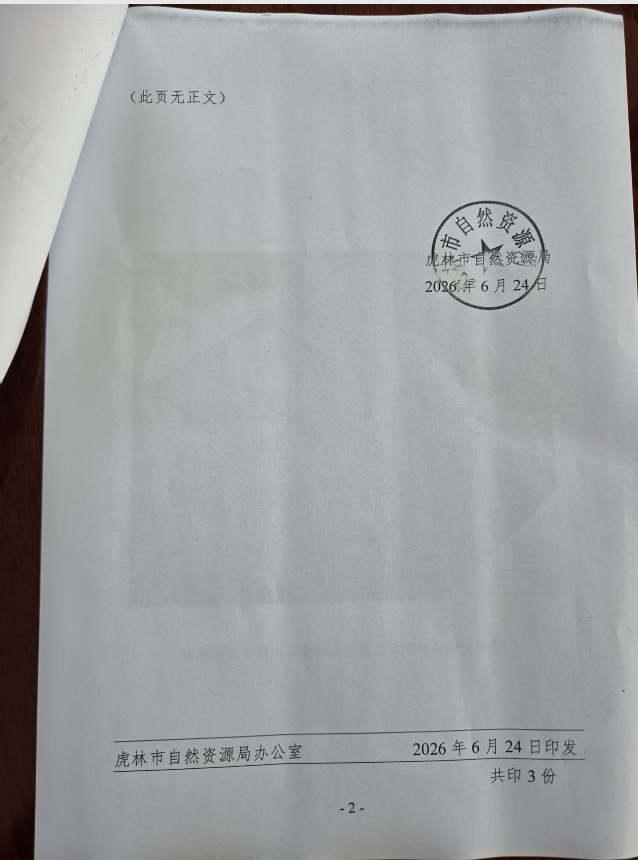 （此页无正文）
市自然资源
虎林市自然资源局
2026年6月24日
虎林市自然资源局办公室 2026年6月24日印发
共印3份
-2-